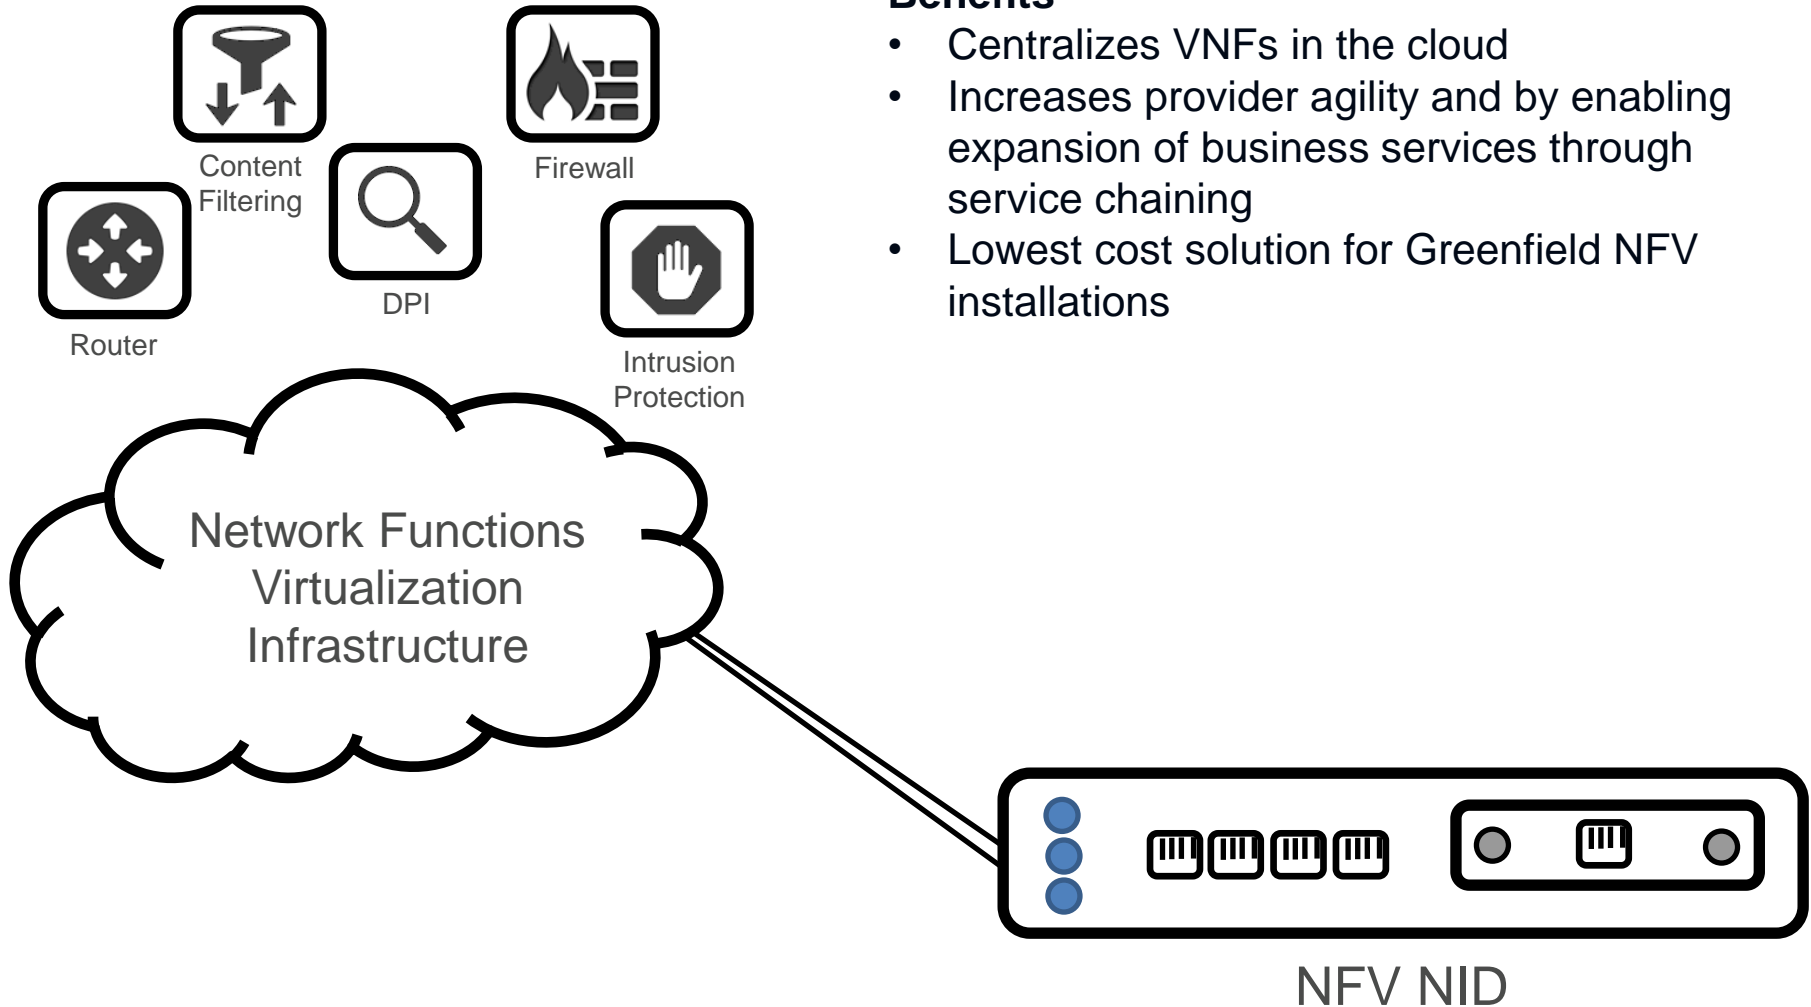 Benefits
• Centralizes VNFs in the cloud
• Increases provider agility and by enabling
expansion of business services through
service chaining
• Lowest cost solution for Greenfield NFV
installations
Content
Filtering
Firewall
DPI
Router
Intrusion
Protection
Network Functions
Virtualization
Infrastructure
NFV NID